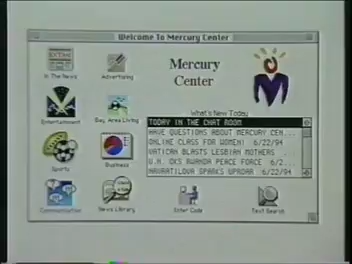 Welcome To Mercury Center
EXTRA
In The News
Advertising
Mercury
Center
Entertainment
Bay Area Living
What's New Today
TODAY IN THE CHAT ROOM
HAVE QUESTIONS ABOUT MERCURY CEN...
ONLINE CLASS FOR WOMEN! 6/22/94
VATICAN BLASTS LESBIAN MOTHERS
U.N. OKS RWANDA PEACE FORCE 6/2...
NAVRATILOVA SPARKS UPROAR 6/22/94
Sports
Business
Communication
News Library
Enter Code
Text Search